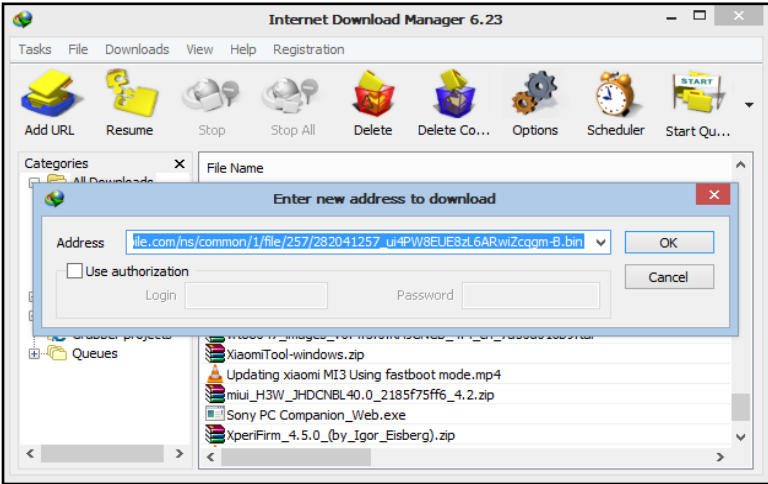 Internet Download Manager 6.23
Tasks File Downloads View Help Registration
START
Add URL Resume Stop Stop All Delete Delete Co... Options Scheduler Start Qu...
Categories
File Name
All Downloads
Enter new address to download
Address
ile.com/ns/common/1/file/257/282041257_ui4PW8EUE8zL6ARwiZcqgm-B.bin
OK
Use authorization
Cancel
Login
Password
Grabber projects
Queues
XiaomiTool-windows.zip
Updating xiaomi MI3 Using fastboot mode.mp4
miui_H3W_JHDCNBL40.0_2185f75ff6_4.2.zip
Sony PC Companion_Web.exe
XperiFirm_4.5.0_(by_Igor_Eisberg).zip